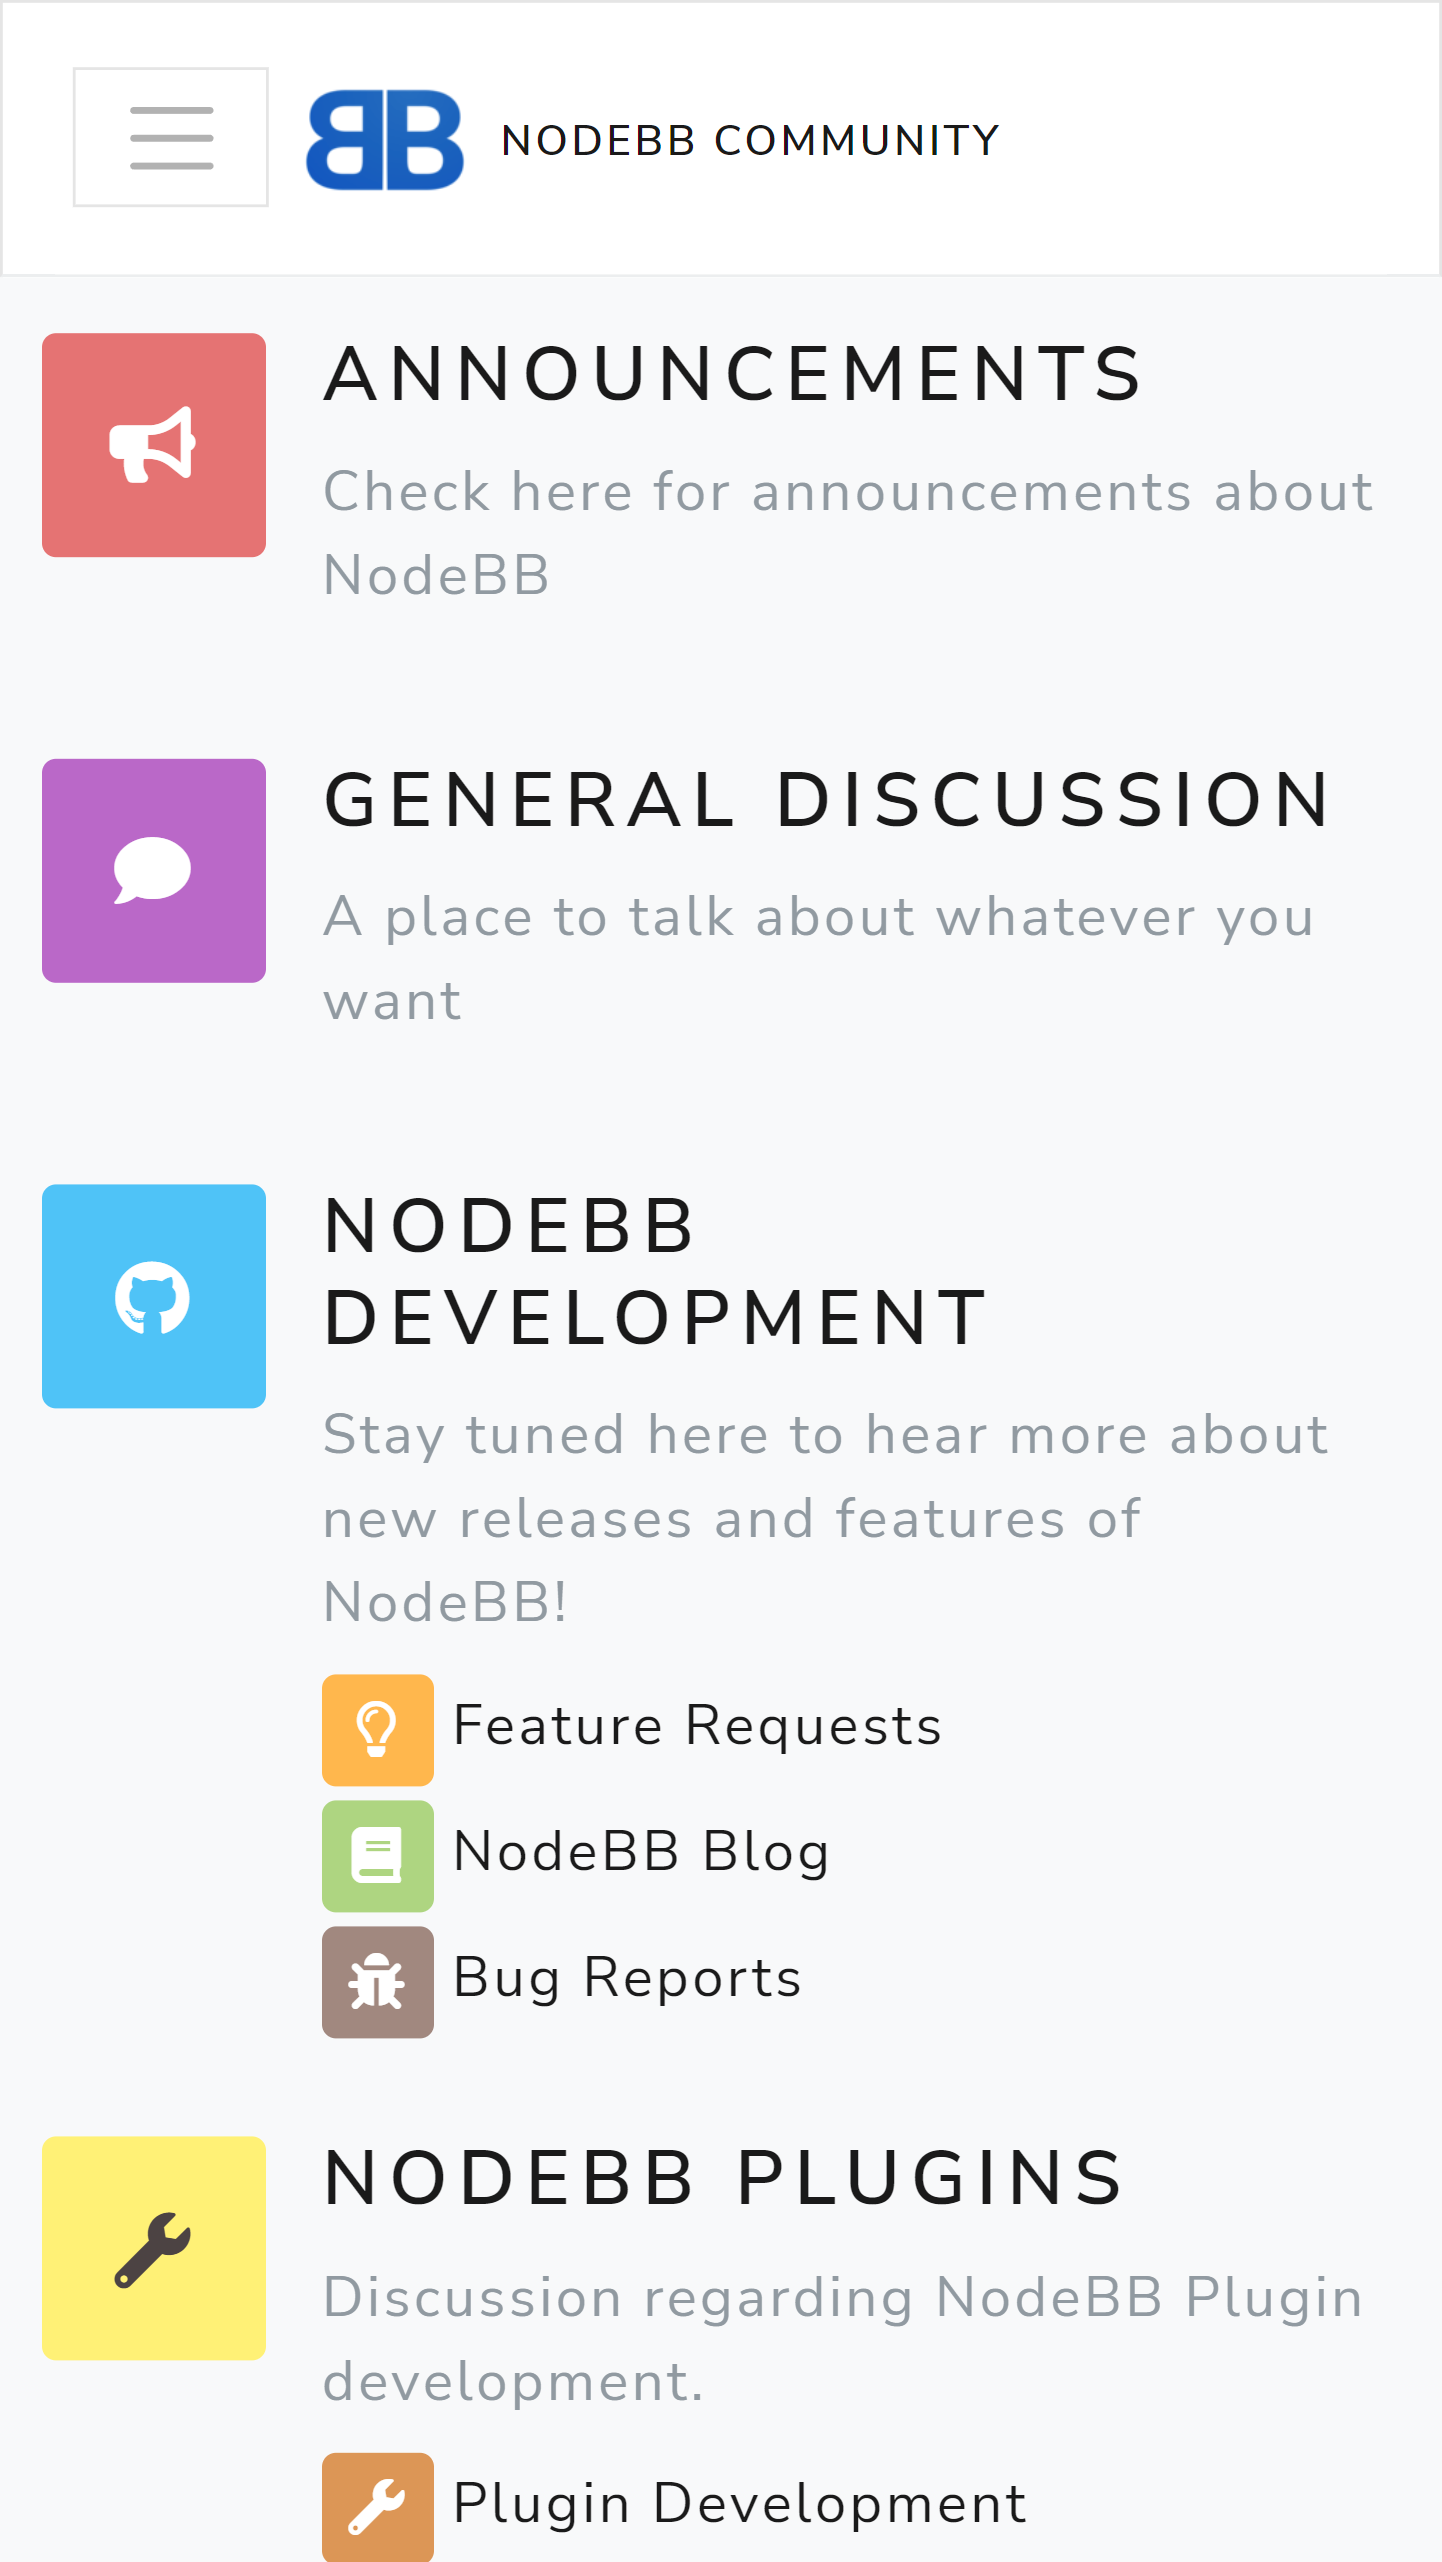 NODEBB COMMUNITY
ANNOUNCEMENTS
Check here for announcements about
NodeBB
GENERAL DISCUSSION
A place to talk about whatever you
want
NODEBB
DEVELOPMENT
Stay tuned here to hear more about
new releases and features of
NodeBB!
Feature Requests
NodeBB Blog
Bug Reports
NODEBB PLUGINS
Discussion regarding NodeBB Plugin
development.
Plugin Development